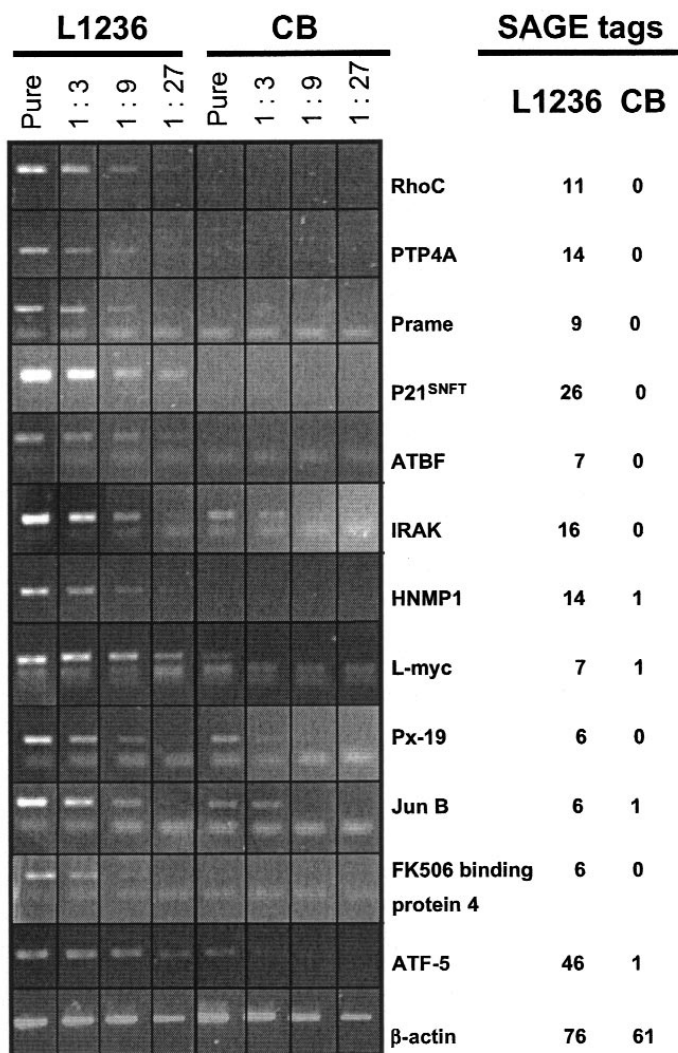 L1236 CB SAGE tags
Pure 1 : 3 1 : 9 1 : 27 Pure 1 : 3 1 : 9 1 : 27 L1236 CB
RhoC 11 0
PTP4A 14 0
Prame 9 0
P21SNFT 26 0
ATBF 7 0
IRAK 16 0
HNMP1 14 1
L-myc 7 1
Px-19 6 0
Jun B 6 1
FK506 binding 6 0
protein 4
ATF-5 46 1
β-actin 76 61